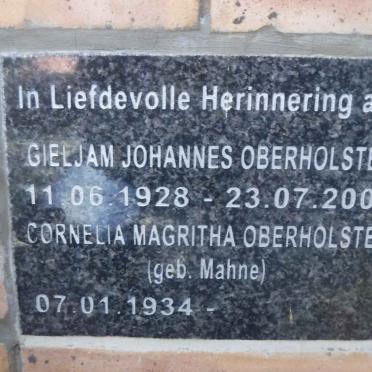 In Liefdevolle Herinnering a
GIELJAM JOHANNES OBERHOLSTE
11.06.1928 - 23.07.200
CORNELIA MAGRITHA OBERHOLSTE
(geb. Mahne)
07.01.1934 -